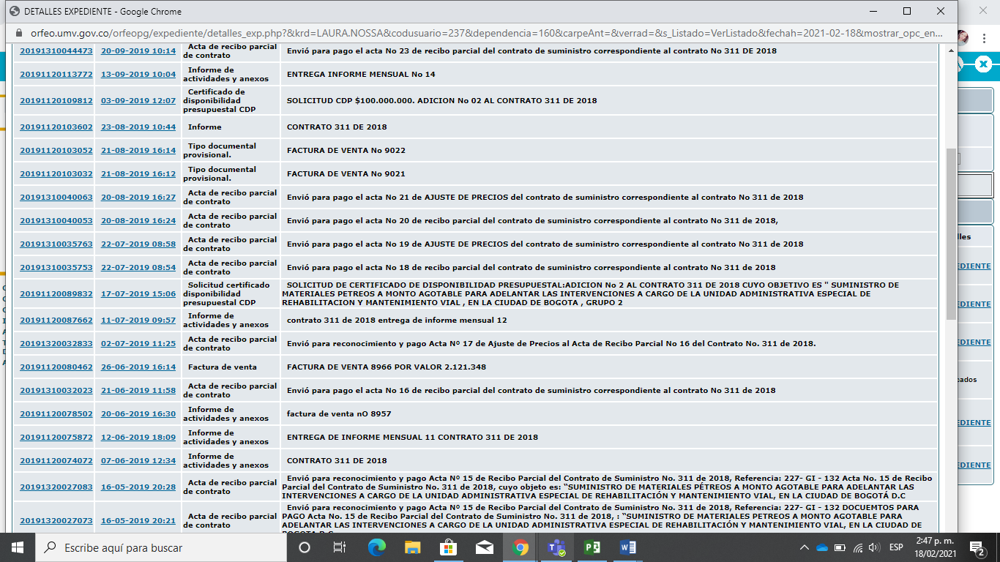 DETALLES EXPEDIENTE - Google Chrome
orfeo.umv.gov.co/orfeopg/expediente/detalles_exp.php?&krd=LAURA.NOSSA&codusuario=237&dependencia=160&carpeAnt=&verrad=&s_Listado=VerListado&fechah=2021-02-18&mostrar_opc_en...
20191310044473 20-09-2019 10:14 Acta de recibo parcial
de contrato Envió para pago el acta No 23 de recibo parcial del contrato de suministro correspondiente al contrato No 311 DE 2018
20191120113772 13-09-2019 10:04 Informe de
actividades y anexos ENTREGA INFORME MENSUAL No 14
20191120109812 03-09-2019 12:07 Certificado de
disponibilidad
presupuestal CDP SOLICITUD CDP $100.000.000. ADICION No 02 AL CONTRATO 311 DE 2018
20191120103602 23-08-2019 10:44 Informe CONTRATO 311 DE 2018
20191120103052 21-08-2019 16:14 Tipo documental
provisional. FACTURA DE VENTA No 9022
20191120103032 21-08-2019 16:12 Tipo documental
provisional. FACTURA DE VENTA No 9021
20191310040063 20-08-2019 16:27 Acta de recibo parcial
de contrato Envió para pago el acta No 21 de AJUSTE DE PRECIOS del contrato de suministro correspondiente al contrato No 311 de 2018
20191310040053 20-08-2019 16:24 Acta de recibo parcial
de contrato Envió para pago el acta No 20 de recibo parcial del contrato de suministro correspondiente al contrato No 311 de 2018,
20191310035763 22-07-2019 08:58 Acta de recibo parcial
de contrato Envió para pago el acta No 19 de AJUSTE DE PRECIOS del contrato de suministro correspondiente al contrato No 311 de 2018
20191310035753 22-07-2019 08:54 Acta de recibo parcial
de contrato Envió para pago el acta No 18 de recibo parcial del contrato de suministro correspondiente al contrato No 311 de 2018
20191120089832 17-07-2019 15:06 Solicitud certificado
disponibilidad
presupuestal CDP SOLICITUD DE CERTIFICADO DE DISPONIBILIDAD PRESUPUESTAL:ADICION No 2 AL CONTRATO 311 DE 2018 CUYO OBJETIVO ES " SUMINISTRO DE
MATERIALES PETREOS A MONTO AGOTABLE PARA ADELANTAR LAS INTERVENCIONES A CARGO DE LA UNIDAD ADMINISTRATIVA ESPECIAL DE
REHABILITACION Y MANTENIMIENTO VIAL , EN LA CIUDAD DE BOGOTA , GRUPO 2
20191120087662 11-07-2019 09:57 Informe de
actividades y anexos contrato 311 de 2018 entrega de informe mensual 12
20191320032833 02-07-2019 11:25 Acta de recibo parcial
de contrato Envió para reconocimiento y pago Acta Nº 17 de Ajuste de Precios al Acta de Recibo Parcial No 16 del Contrato No. 311 de 2018.
20191120080462 26-06-2019 16:14 Factura de venta FACTURA DE VENTA 8966 POR VALOR 2.121.348
20191310032023 21-06-2019 11:58 Acta de recibo parcial
de contrato Envió para pago el acta No 16 de recibo parcial del contrato de suministro correspondiente al contrato No 311 de 2018
20191120078502 20-06-2019 16:30 Informe de
actividades y anexos factura de venta nO 8957
20191120075872 12-06-2019 18:09 Informe de
actividades y anexos ENTREGA DE INFORME MENSUAL 11 CONTRATO 311 DE 2018
20191120074072 07-06-2019 12:34 Informe de
actividades y anexos CONTRATO 311 DE 2018
20191320027083 16-05-2019 20:28 Acta de recibo parcial
de contrato Envió para reconocimiento y pago Acta Nº 15 de Recibo Parcial del Contrato de Suministro No. 311 de 2018, Referencia: 227- GI - 132 Acta No. 15 de Recibo
Parcial del Contrato de Suministro No. 311 de 2018, cuyo objeto es: “SUMINISTRO DE MATERIALES PÉTREOS A MONTO AGOTABLE PARA ADELANTAR LAS
INTERVENCIONES A CARGO DE LA UNIDAD ADMINISTRATIVA ESPECIAL DE REHABILITACIÓN Y MANTENIMIENTO VIAL, EN LA CIUDAD DE BOGOTÁ D.C
20191320027073 16-05-2019 20:21 Acta de recibo parcial
de contrato Envió para reconocimiento y pago Acta Nº 15 de Recibo Parcial del Contrato de Suministro No. 311 de 2018, Referencia: 227- GI - 132 DOCUEMTOS PARA
PAGO Acta No. 15 de Recibo Parcial del Contrato de Suministro No. 311 de 2018, : “SUMINISTRO DE MATERIALES PETREOS A MONTO AGOTABLE PARA
ADELANTAR LAS INTERVENCIONES A CARGO DE LA UNIDAD ADMINISTRATIVA ESPECIAL DE REHABILITACIÓN Y MANTENIMIENTO VIAL, EN LA CIUDAD DE
lles
EDIENTE
EDIENTE
EDIENTE
cados
EDIENTE
EDIENTE
Escribe aquí para buscar
ESP
2:47 p. m.
18/02/2021
2